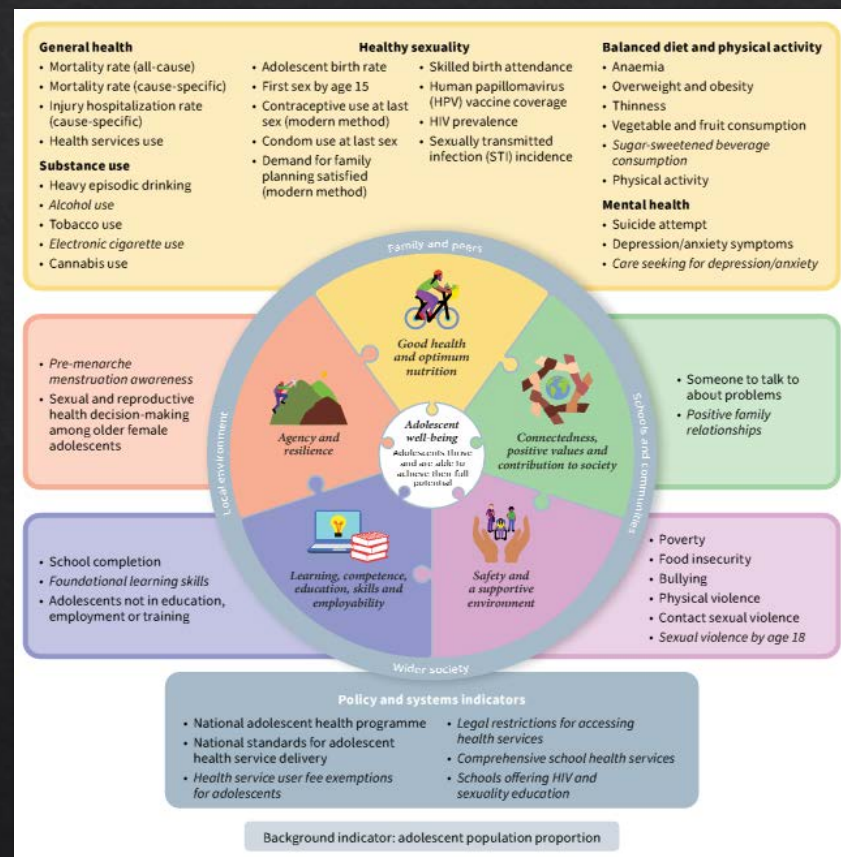 General health
• Mortality rate (all-cause)
• Mortality rate (cause-specific)
• Injury hospitalization rate
(cause-specific)
• Health services use
Substance use
• Heavy episodic drinking
• Alcohol use
• Tobacco use
• Electronic cigarette use
• Cannabis use
Healthy sexuality
• Adolescent birth rate
• First sex by age 15
• Contraceptive use at last
sex (modern method)
• Condom use at last sex
• Demand for family
planning satisfied
(modern method)
• Skilled birth attendance
• Human papillomavirus
(HPV) vaccine coverage
• HIV prevalence
• Sexually transmitted
infection (STI) incidence
Balanced diet and physical activity
• Anaemia
• Overweight and obesity
• Thinness
• Vegetable and fruit consumption
• Sugar-sweetened beverage
consumption
• Physical activity
Mental health
• Suicide attempt
• Depression/anxiety symptoms
• Care seeking for depression/anxiety
Family and peers
Good health
and optimum
nutrition
• Pre-menarche
menstruation awareness
• Sexual and reproductive
health decision-making
among older female
adolescents
Local environment
Agency and
resilience
Adolescent
well-being
Adolescents thrive
and are able to
achieve their full
potential
Connectedness,
positive values and
contribution to society
Schools and communities
• Someone to talk to
about problems
• Positive family
relationships
• School completion
• Foundational learning skills
• Adolescents not in education,
employment or training
Learning, competence,
education, skills and
employability
Safety and
a supportive
environment
• Poverty
• Food insecurity
• Bullying
• Physical violence
• Contact sexual violence
• Sexual violence by age 18
Wider society
Policy and systems indicators
• National adolescent health programme
• National standards for adolescent
health service delivery
• Health service user fee exemptions
for adolescents
• Legal restrictions for accessing
health services
• Comprehensive school health services
• Schools offering HIV and
sexuality education
Background indicator: adolescent population proportion